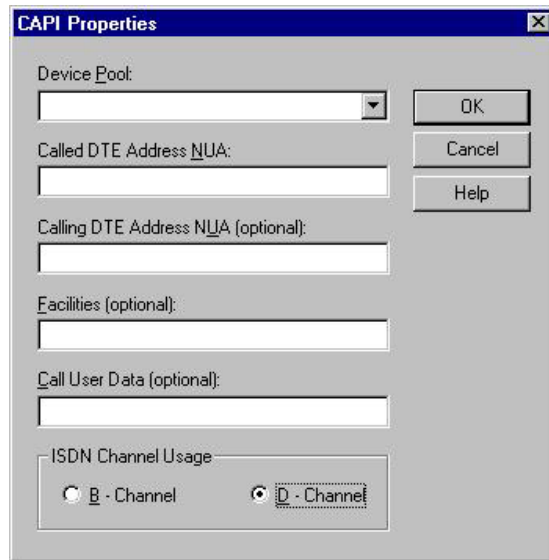 CAPI Properties
Device Pool:
OK
Called DTE Address NUA:
Cancel
Help
Calling DTE Address NUA (optional):
Facilities (optional):
Call User Data (optional):
ISDN Channel Usage
B - Channel
D - Channel